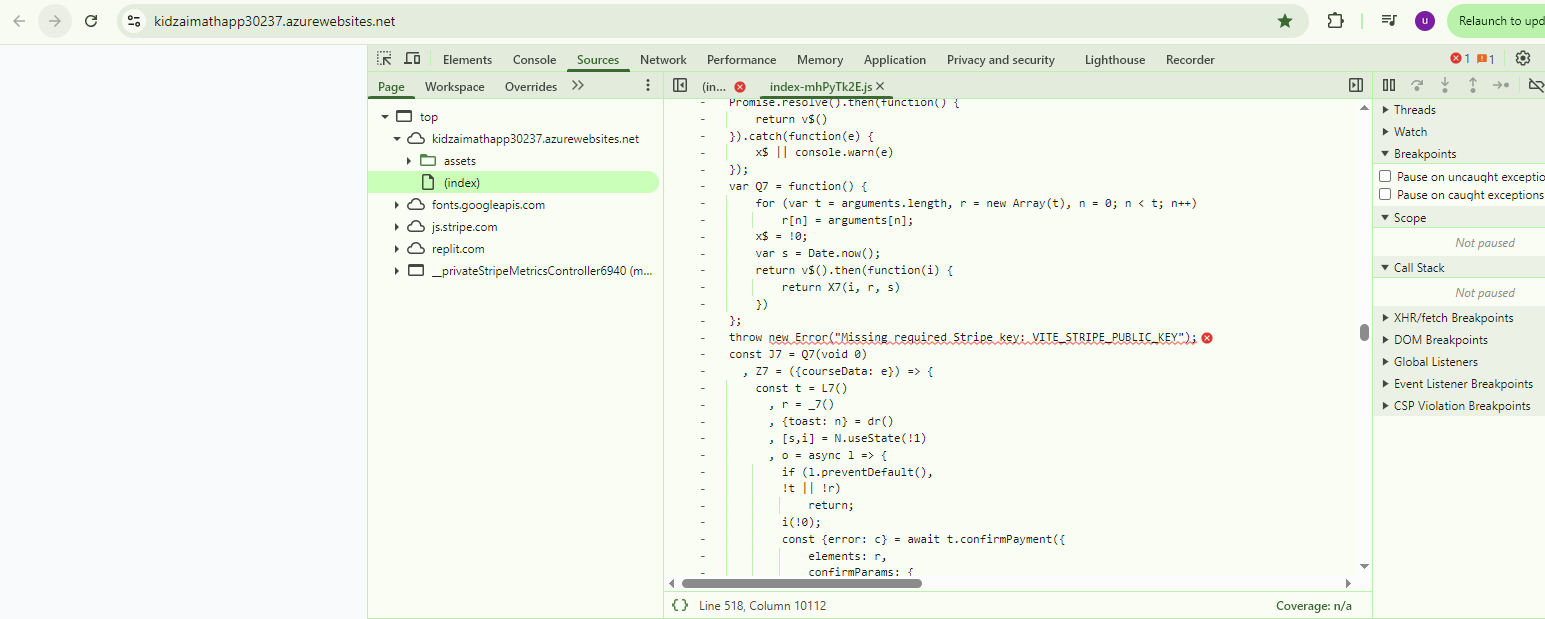 kidzaimathapp30237.azurewebsites.net
u
Relaunch to upd
Elements Console Sources Network Performance Memory Application Privacy and security Lighthouse Recorder
1 1
Page Workspace Overrides
(in... index-mhPyTk2E.js
top
kidzaimathapp30237.azurewebsites.net
assets
(index)
fonts.googleapis.com
js.stripe.com
replit.com
__privateStripeMetricsController6940 (m...
- Promise.resolve().then(function() {
- return v$()
- }).catch(function(e) {
- x$ || console.warn(e)
- });
- var Q7 = function() {
- for (var t = arguments.length, r = new Array(t), n = 0; n < t; n++)
- r[n] = arguments[n];
- x$ = !0;
- var s = Date.now();
- return v$().then(function(i) {
- return X7(i, r, s)
- })
- };
- throw new Error("Missing required Stripe key: VITE_STRIPE_PUBLIC_KEY");
- const J7 = Q7(void 0)
- , Z7 = ({courseData: e}) => {
- const t = L7()
- , r = _7()
- , {toast: n} = dr()
- , [s,i] = N.useState(!1)
- , o = async l => {
- if (l.preventDefault(),
- !t || !r)
- return;
- i(!0);
- const {error: c} = await t.confirmPayment({
- elements: r,
- confirmParams: {
{} Line 518, Column 10112
Coverage: n/a
Threads
Watch
Breakpoints
Pause on uncaught exceptio
Pause on caught exceptions
Scope
Not paused
Call Stack
Not paused
XHR/fetch Breakpoints
DOM Breakpoints
Global Listeners
Event Listener Breakpoints
CSP Violation Breakpoints